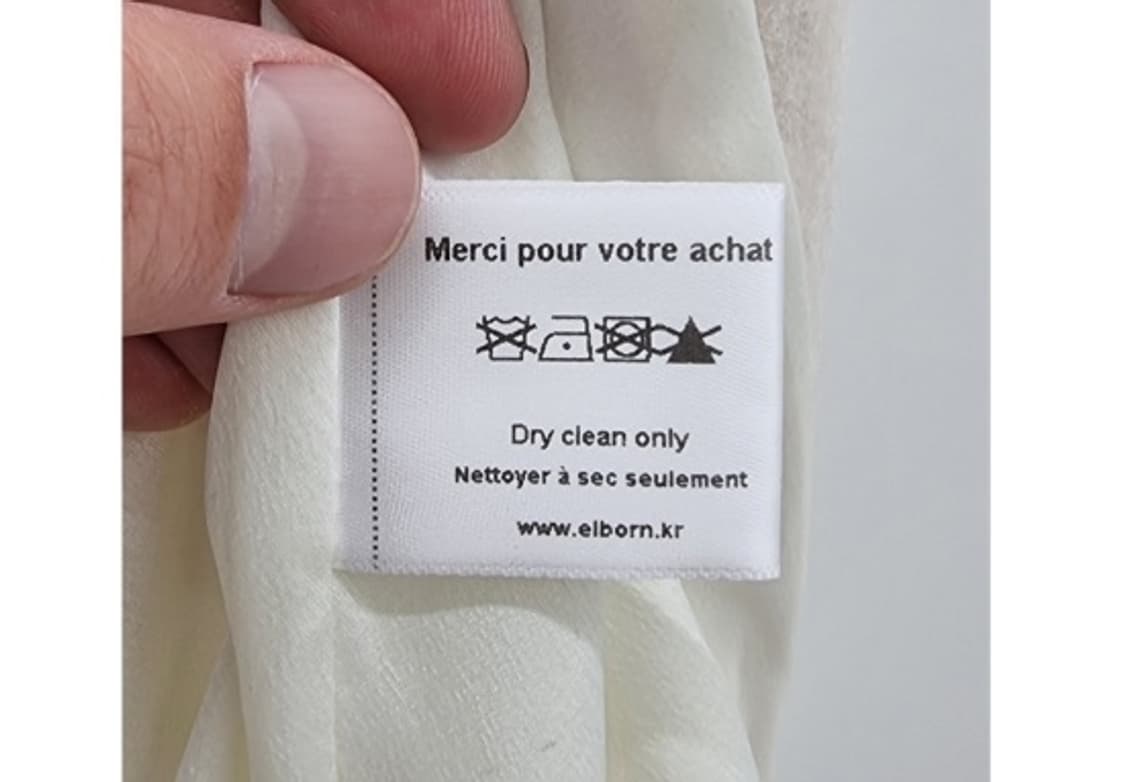 Merci pour votre achat
Dry clean only
Nettoyer à sec seulement
www.elborn.kr